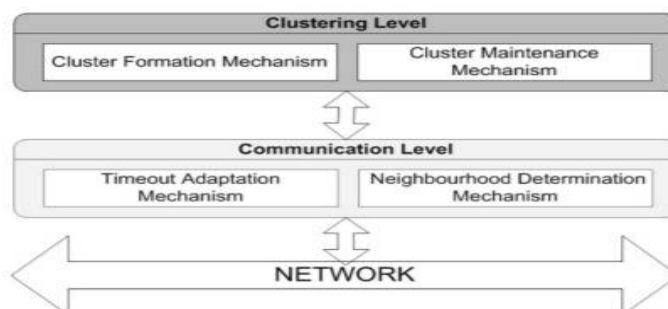 Clustering Level
Cluster Formation Mechanism
Cluster Maintenance
Mechanism
Communication Level
Timeout Adaptation
Mechanism
Neighbourhood Determination
Mechanism
NETWORK